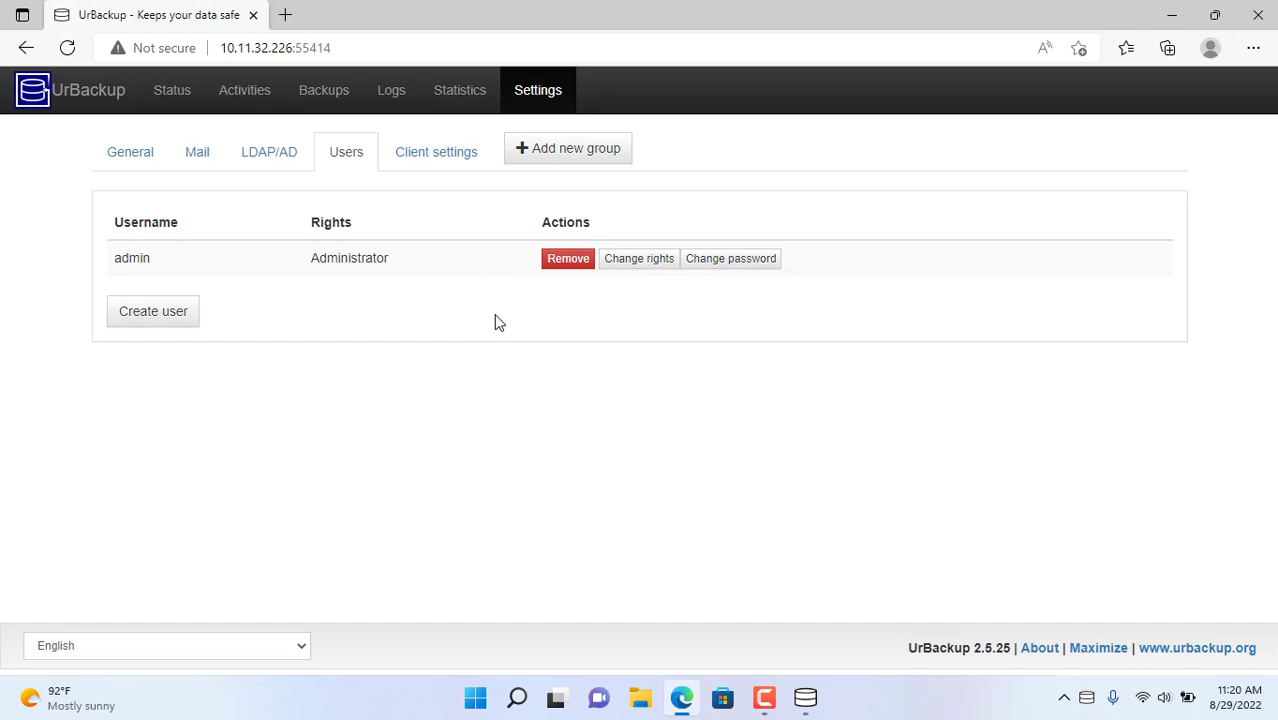 UrBackup - Keeps your data safe
Not secure 10.11.32.226:55414
UrBackup Status Activities Backups Logs Statistics Settings
General Mail LDAP/AD Users Client settings + Add new group
Username Rights Actions
admin Administrator Remove Change rights Change password
Create user
English UrBackup 2.5.25 | About | Maximize | www.urbackup.org
92°F 11:20 AM
Mostly sunny 8/29/2022